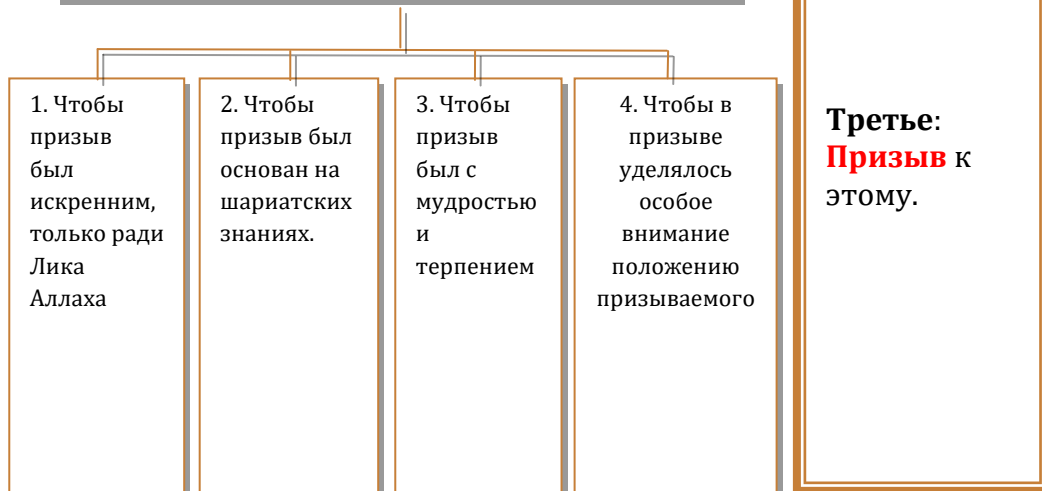 1. Чтобы
призыв
был
искренним,
только ради
Лика
Аллаха
2. Чтобы
призыв был
основан на
шариатских
знаниях.
3. Чтобы
призыв
был с
мудростью
и
терпением
4. Чтобы в
призыве
уделялось
особое
внимание
положению
призываемого
Третье:
Призыв к
этому.